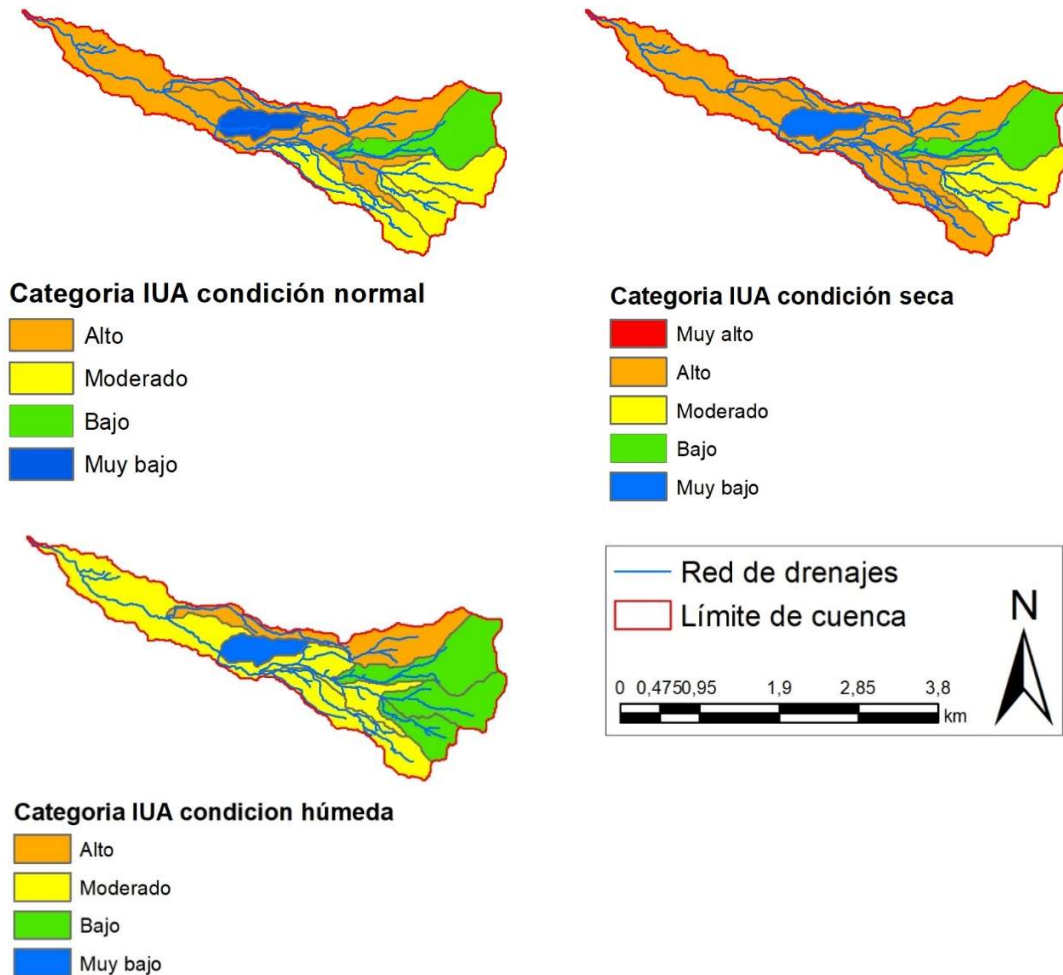 Categoria IUA condición normal
Alto
Moderado
Bajo
Muy bajo
Categoria IUA condición seca
Muy alto
Alto
Moderado
Bajo
Muy bajo
Red de drenajes
Límite de cuenca
N
0 0,475 0,95 1,9 2,85 3,8
km
Categoria IUA condicion húmeda
Alto
Moderado
Bajo
Muy bajo